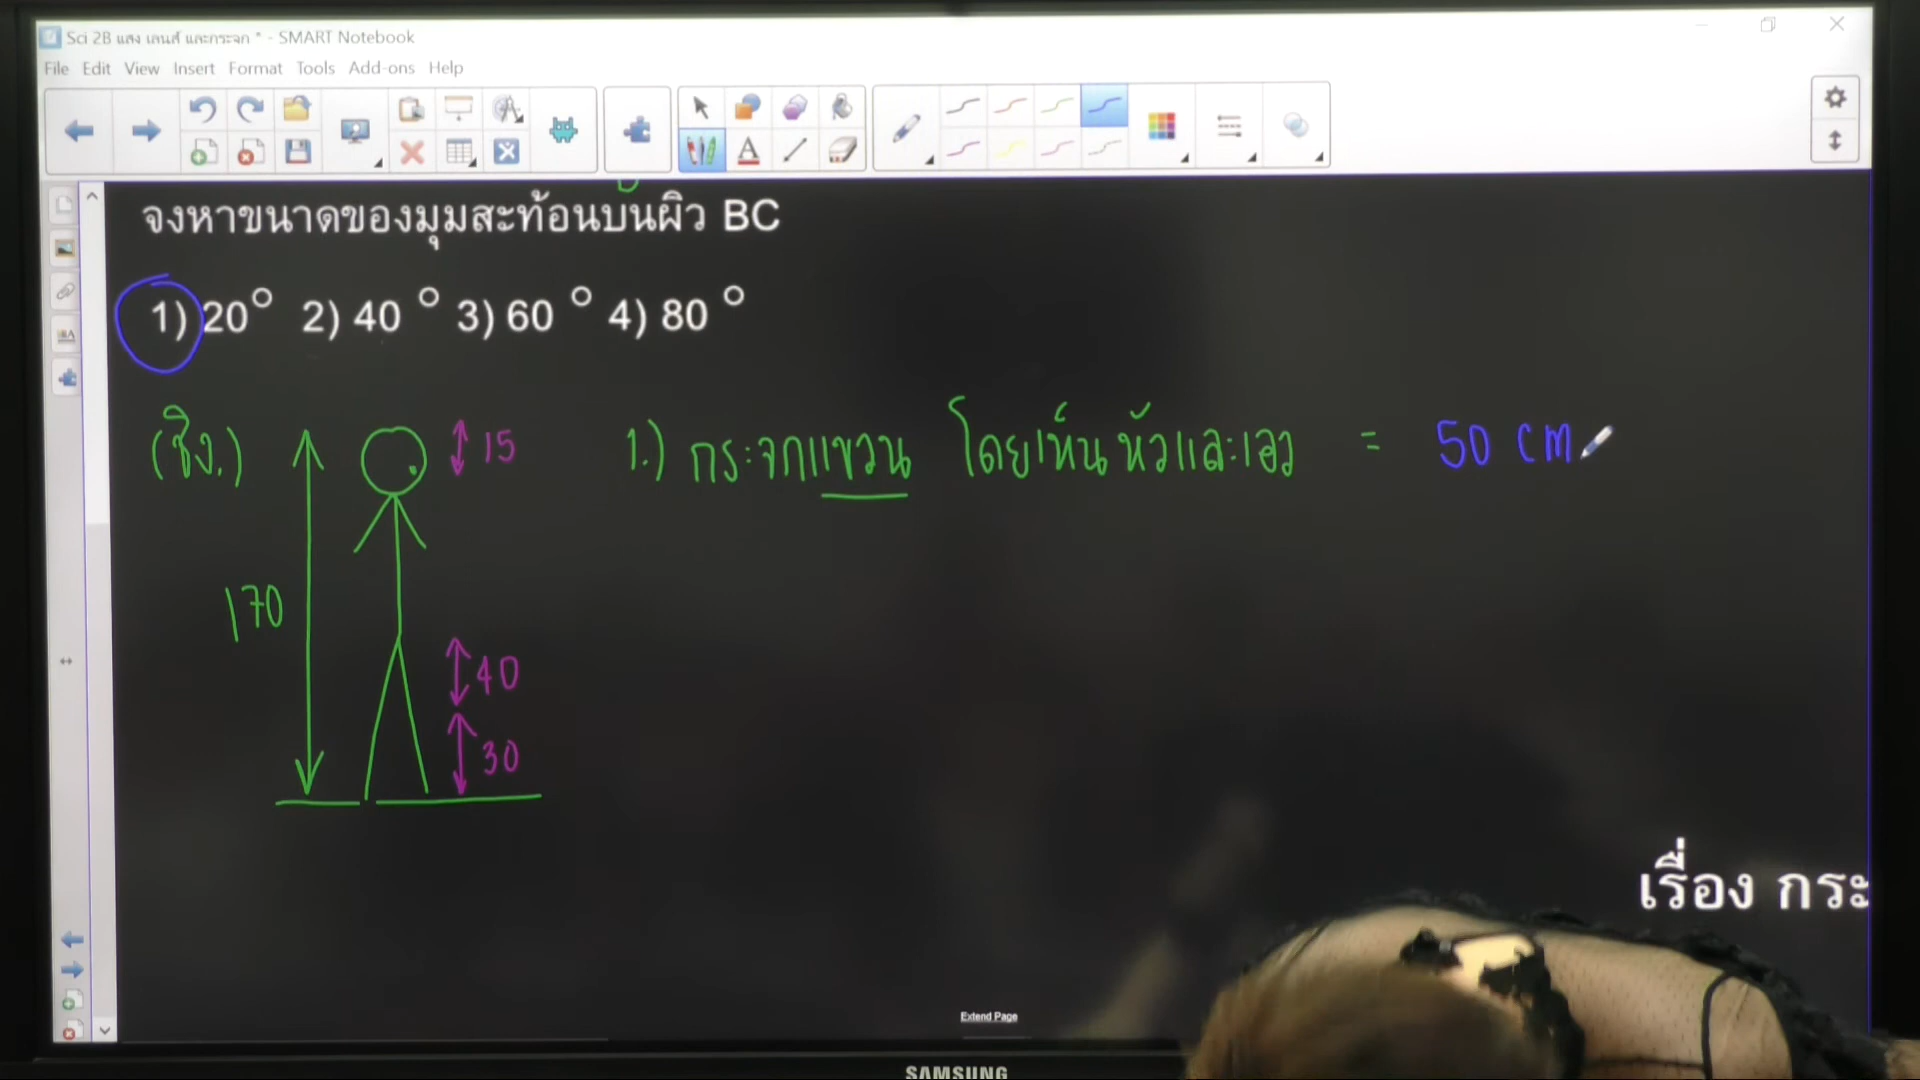 Sci 2B แสง เลนส์ และกระจก * - SMART Notebook
File Edit View Insert Format Tools Add-ons Help
จงหาขนาดของมุมสะท้อนบนผิว BC
1) 20° 2) 40° 3) 60° 4) 80°
(ชิง.)
15
1.) กระจกแขวน โดยเห็นหัวและเอว = 50 cm
170
40
30
เรื่อง กระ
Extend Page
SAMSUNG